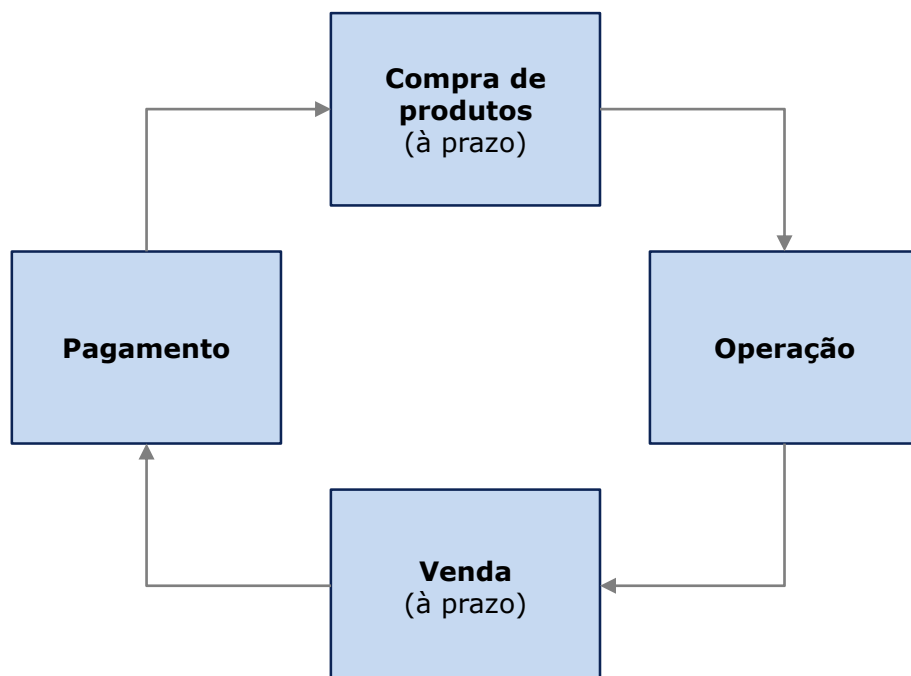 Compra de
produtos
(à prazo)
Pagamento
Operação
Venda
(à prazo)